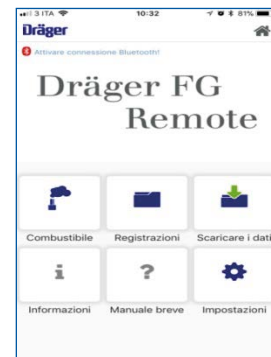 3 ITA 10:32 81%
Dräger
Attivare connessione Bluetooth!
Dräger FG
Remote
Combustibile Registrazioni Scaricare i dati
i ?
Informazioni Manuale breve Impostazioni